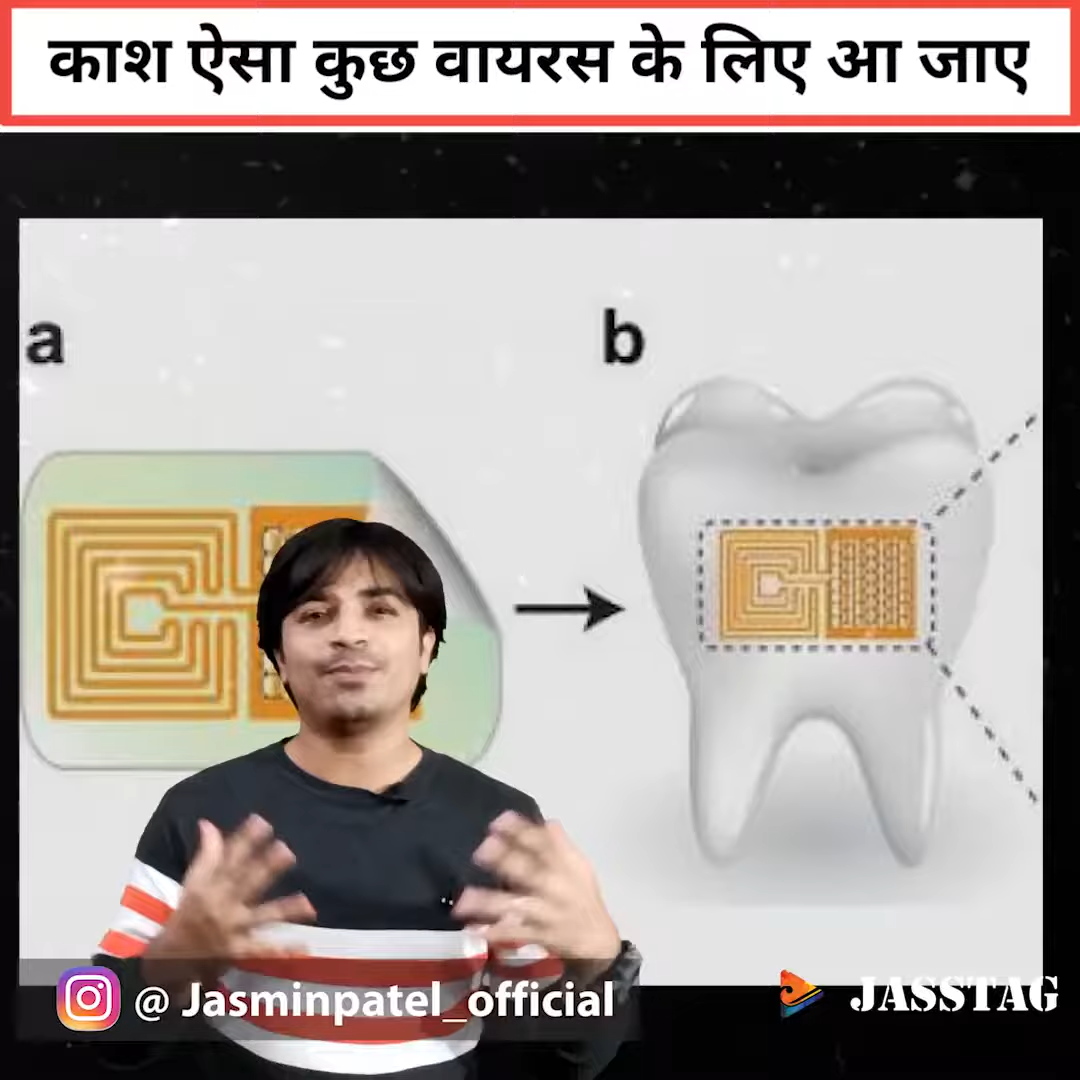 काश ऐसा कुछ वायरस के लिए आ जाए
a
b
@ Jasminpatel_official
JASSTAG